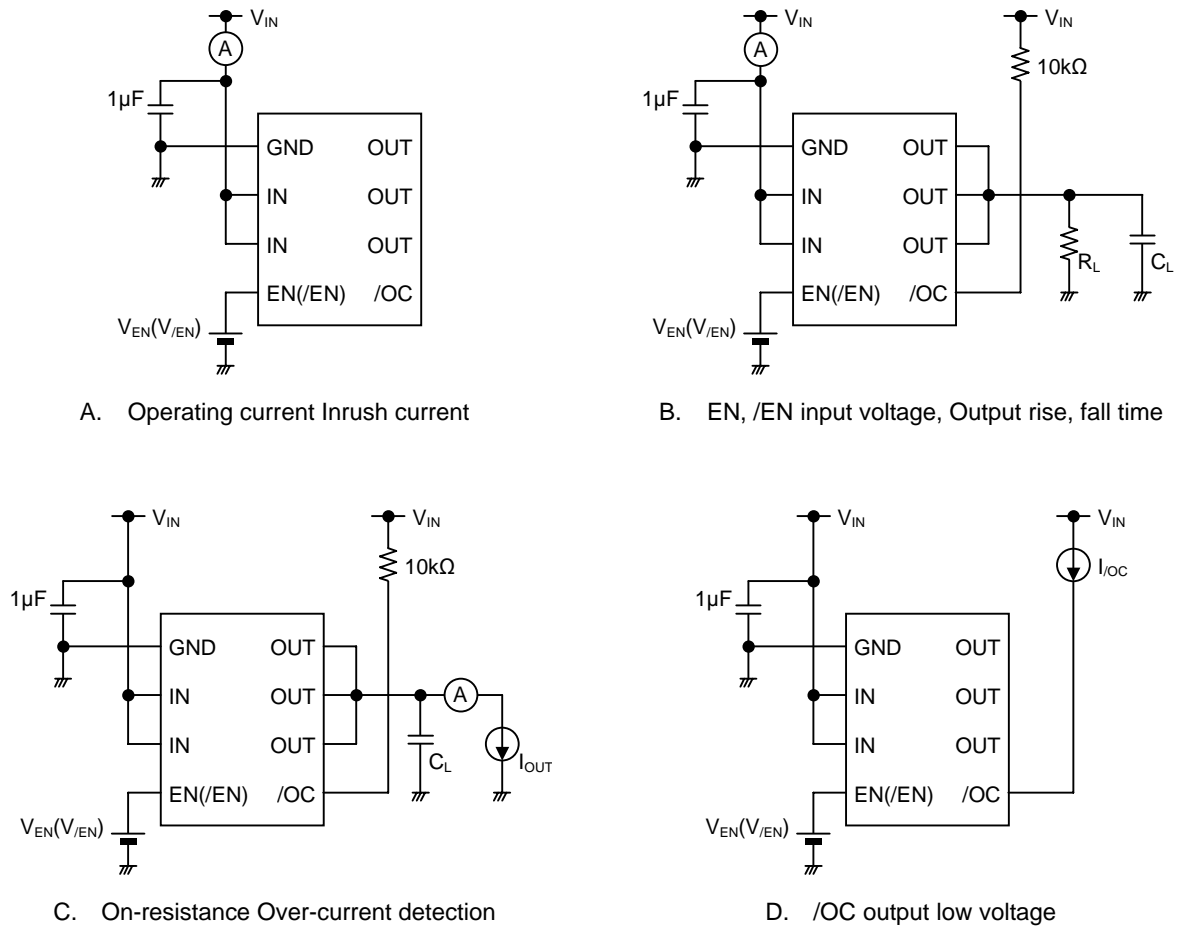 V_IN
A
1µF
GND OUT
IN OUT
IN OUT
EN(/EN) /OC
V_EN(V_/EN)
A. Operating current Inrush current
V_IN V_IN
A
10kΩ
1µF
GND OUT
IN OUT
IN OUT
R_L C_L
EN(/EN) /OC
V_EN(V_/EN)
B. EN, /EN input voltage, Output rise, fall time
V_IN V_IN
10kΩ
1µF
GND OUT
IN OUT A
IN OUT
C_L I_OUT
EN(/EN) /OC
V_EN(V_/EN)
C. On-resistance Over-current detection
V_IN V_IN
I_/OC
1µF
GND OUT
IN OUT
IN OUT
EN(/EN) /OC
V_EN(V_/EN)
D. /OC output low voltage